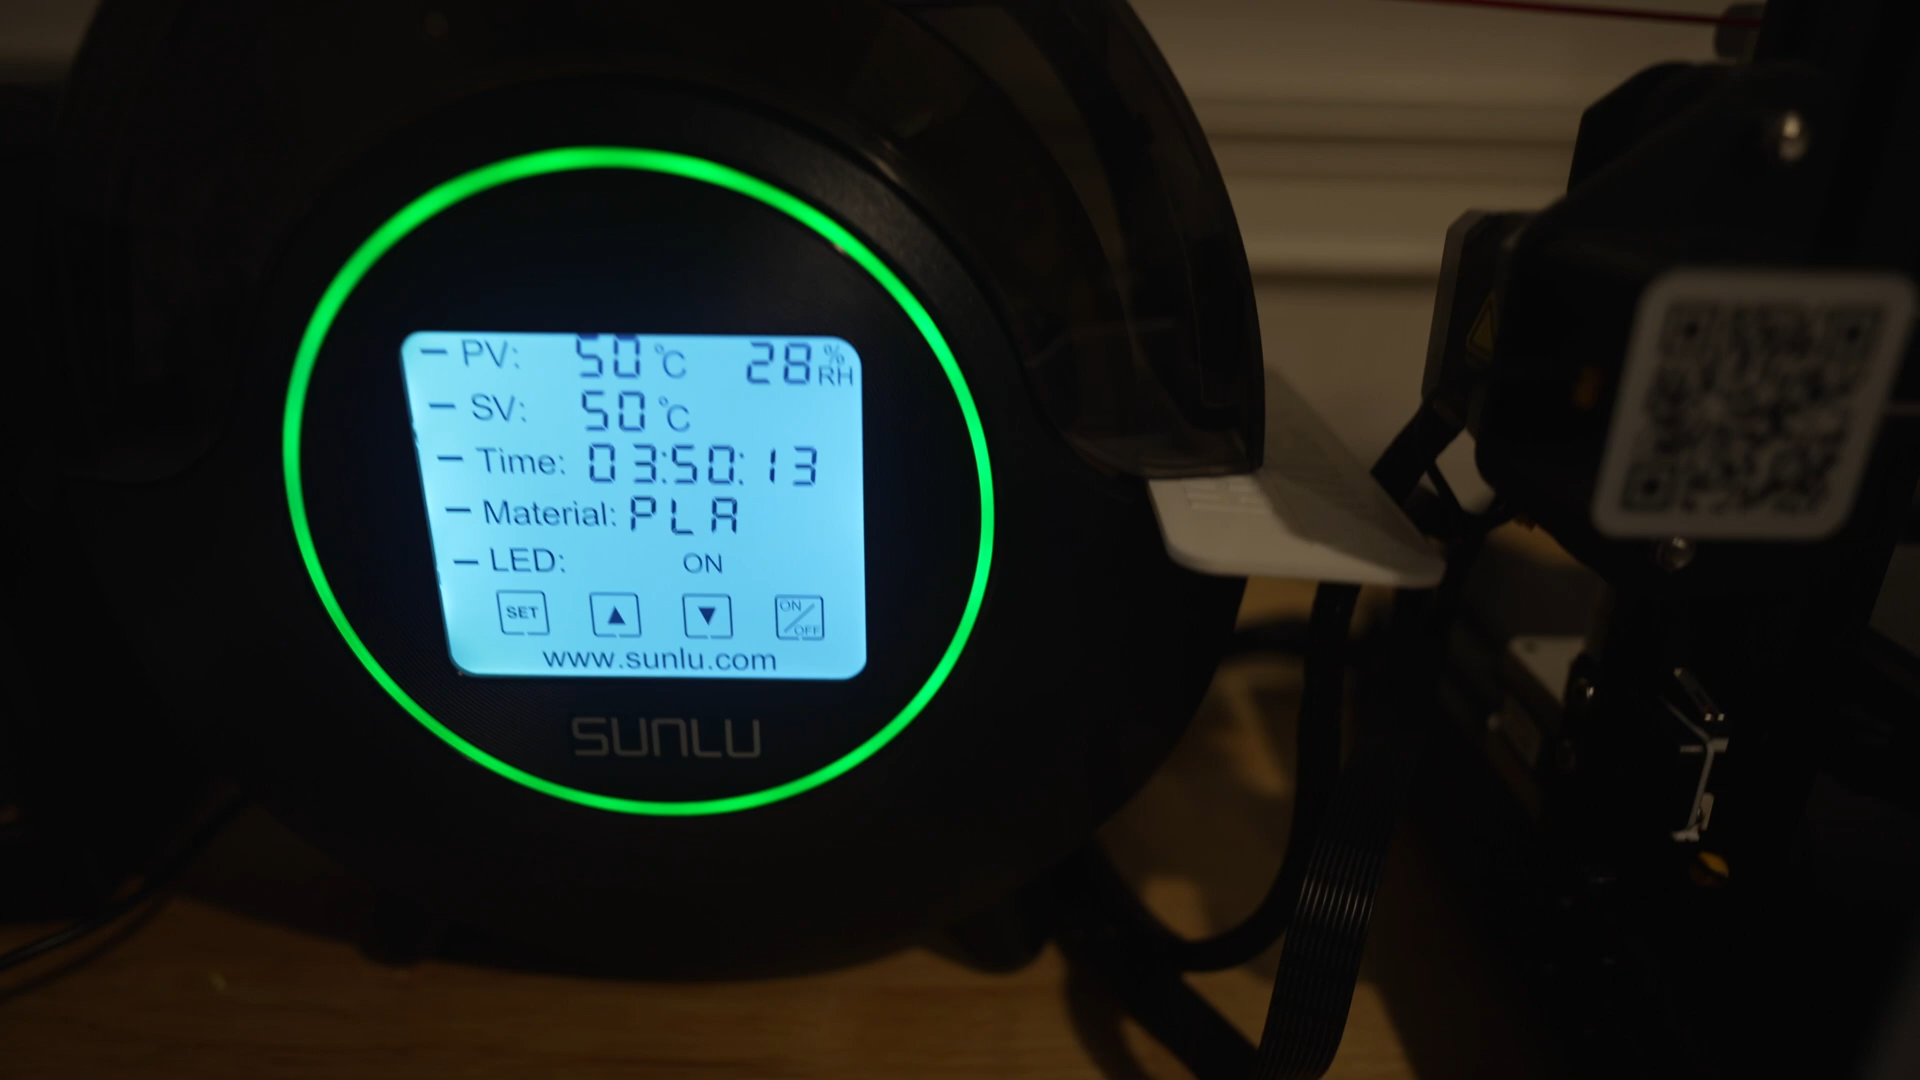 — PV: 50 °C 28 % RH
— SV: 50 °C
— Time: 03:50:13
— Material: PLA
— LED: ON
SET ▲ ▼ ON/OFF
www.sunlu.com
SUNLU